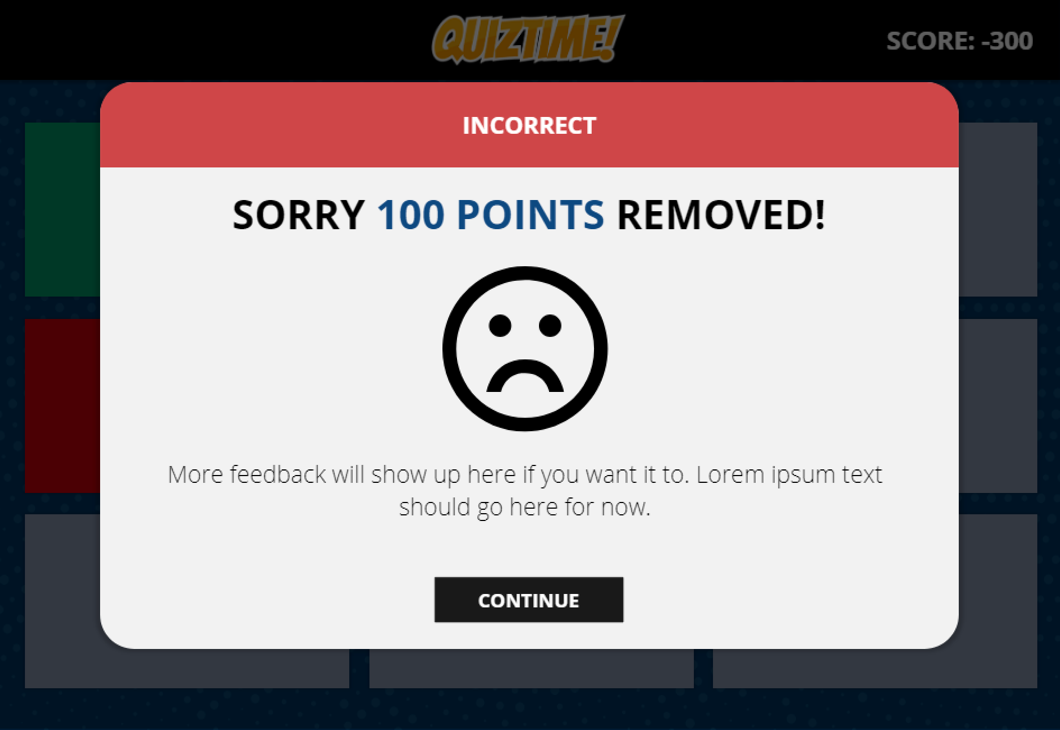 QUIZTIME!
SCORE: -300
INCORRECT
SORRY 100 POINTS REMOVED!
More feedback will show up here if you want it to. Lorem ipsum text
should go here for now.
CONTINUE